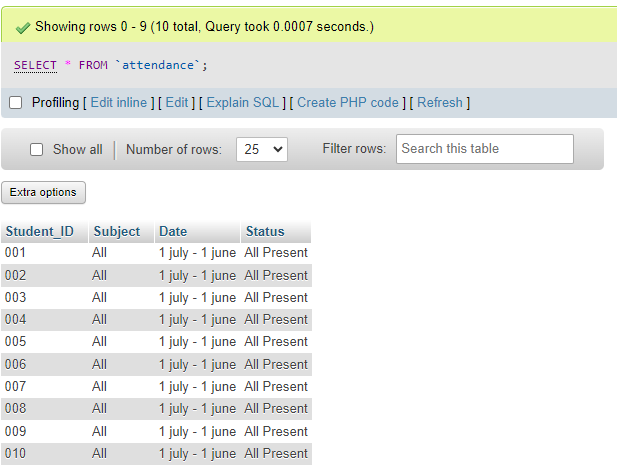 Showing rows 0 - 9 (10 total, Query took 0.0007 seconds.)
SELECT * FROM `attendance`;
Profiling [ Edit inline ] [ Edit ] [ Explain SQL ] [ Create PHP code ] [ Refresh ]
Show all Number of rows: 25 Filter rows: Search this table
Extra options
Student_ID Subject Date Status
001 All 1 july - 1 june All Present
002 All 1 july - 1 june All Present
003 All 1 july - 1 june All Present
004 All 1 july - 1 june All Present
005 All 1 july - 1 june All Present
006 All 1 july - 1 june All Present
007 All 1 july - 1 june All Present
008 All 1 july - 1 june All Present
009 All 1 july - 1 june All Present
010 All 1 july - 1 june All Present